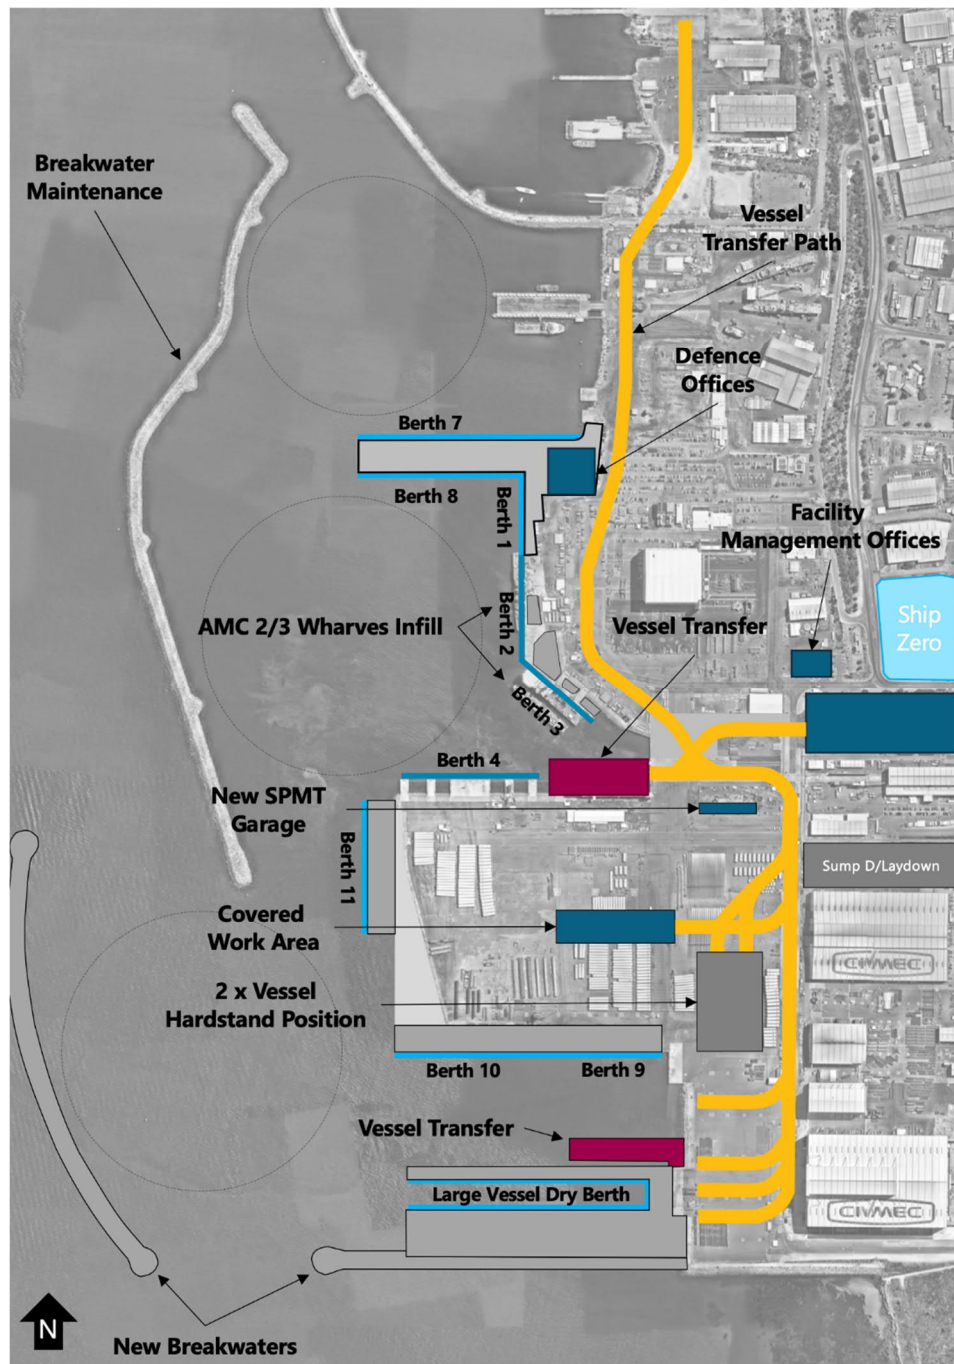 Breakwater
Maintenance
Vessel
Transfer Path
Defence
Offices
Berth 7
Berth 8
Berth 1
Facility
Management Offices
Ship
Zero
Berth 2
AMC 2/3 Wharves Infill
Vessel Transfer
Berth 3
Berth 4
New SPMT
Garage
Berth 11
Sump D/Laydown
Covered
Work Area
CIVMEC
2 x Vessel
Hardstand Position
Berth 10
Berth 9
Vessel Transfer
Large Vessel Dry Berth
CIVMEC
N
New Breakwaters